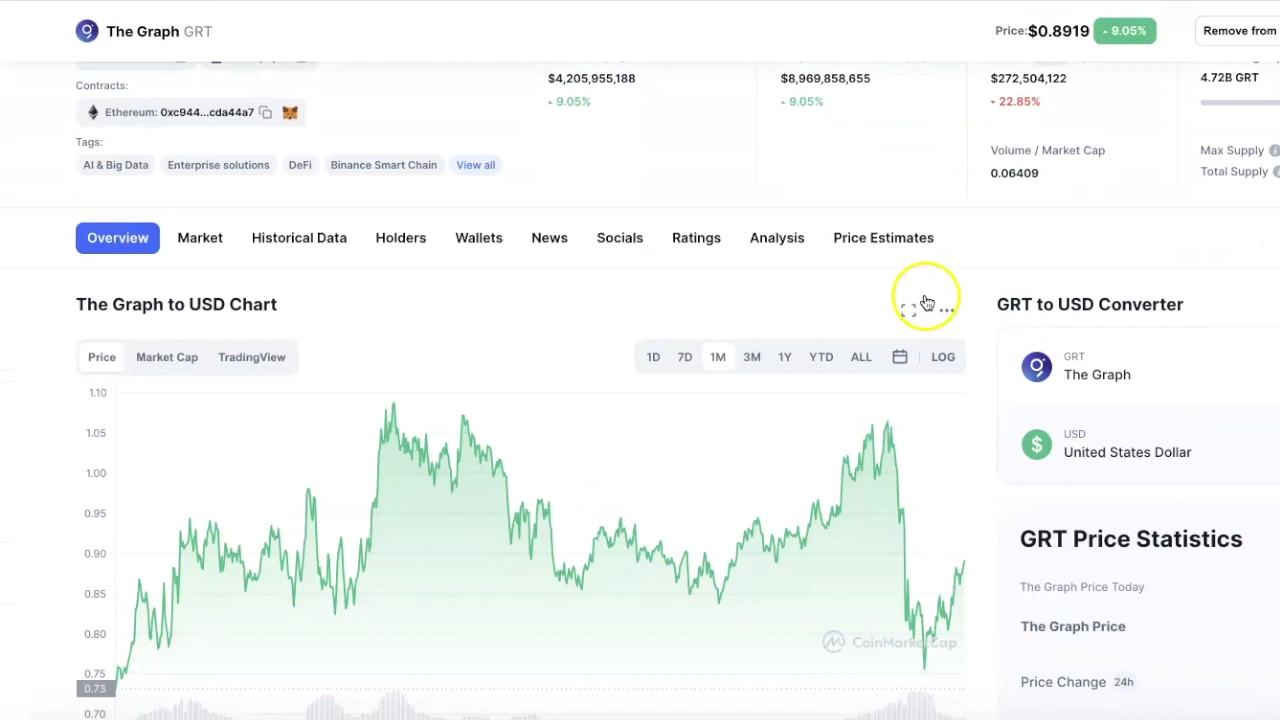 The Graph GRT
Price: $0.8919 9.05%
Remove from
Contracts:
Ethereum: 0xc944...cda44a7
Tags:
AI & Big Data Enterprise solutions DeFi Binance Smart Chain View all
$4,205,955,188
9.05%
$8,969,858,655
9.05%
$272,504,122
22.85%
Volume / Market Cap
0.06409
4.72B GRT
Max Supply
Total Supply
Overview Market Historical Data Holders Wallets News Socials Ratings Analysis Price Estimates
The Graph to USD Chart
Price Market Cap TradingView
1D 7D 1M 3M 1Y YTD ALL LOG
1.10
1.05
1.00
0.95
0.90
0.85
0.80
0.75
0.73
0.70
CoinMarketCap
GRT to USD Converter
GRT
The Graph
USD
United States Dollar
GRT Price Statistics
The Graph Price Today
The Graph Price
Price Change 24h